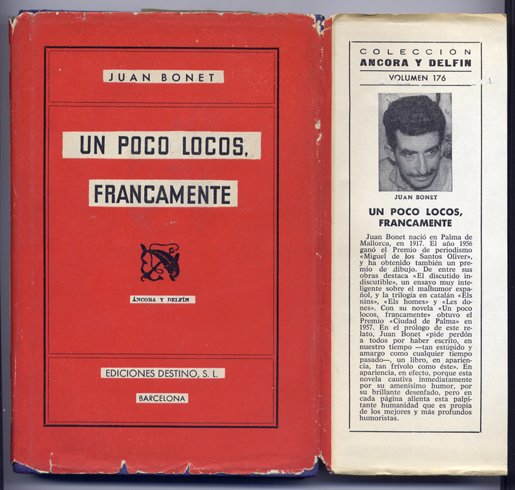 JUAN BONET
UN POCO LOCOS,
FRANCAMENTE
ÁNCORA Y DELFÍN
EDICIONES DESTINO, S. L.
BARCELONA
COLECCIÓN
ANCORA Y DELFIN
VOLUMEN 176
JUAN BONET
UN POCO LOCOS,
FRANCAMENTE
Juan Bonet nació en Palma de
Mallorca, en 1917. El año 1956
ganó el Premio de periodismo
«Miguel de los Santos Oliver»,
y ha obtenido también un pre-
mio de dibujo. De entre sus
obras destaca «El discutido in-
discutible», un ensayo muy inte-
ligente sobre el malhumor espa-
ñol, y la trilogía en catalán «Els
nins», «Els homes» y «Les do-
nes». Con su novela «Un poco
locos, francamente» obtuvo el
Premio «Ciudad de Palma» en
1957. En el prólogo de este re-
lato, Juan Bonet «pide perdón
a todos por haber escrito, en
nuestro tiempo —tan estúpido y
amargo como cualquier tiempo
pasado—, un libro, en aparien-
cia, tan frívolo como éste». En
apariencia, en efecto, porque esta
novela cautiva inmediatamente
por su amenísimo humor, por
su brillante desenfado, pero en
cada página alienta esta palpi-
tante humanidad que es propia
de los mejores y más profundos
humoristas.